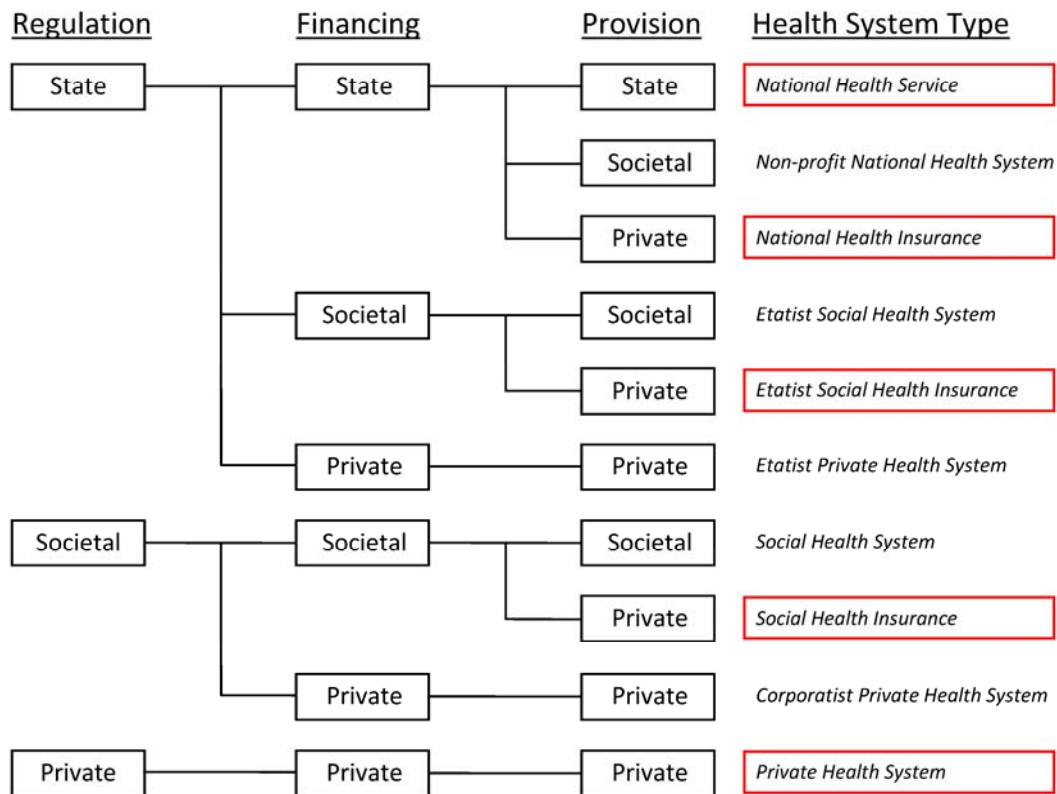 Regulation Financing Provision Health System Type
State State State National Health Service
Societal Non-profit National Health System
Private National Health Insurance
Societal Societal Etatist Social Health System
Private Etatist Social Health Insurance
Private Private Etatist Private Health System
Societal Societal Societal Social Health System
Private Social Health Insurance
Private Private Corporatist Private Health System
Private Private Private Private Health System